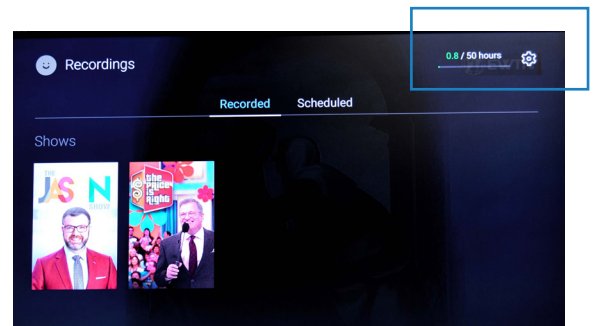 Recordings
0.8 / 50 hours
Recorded Scheduled
Shows
THE
JAS N
SHOW
the
PRICE
is
Right